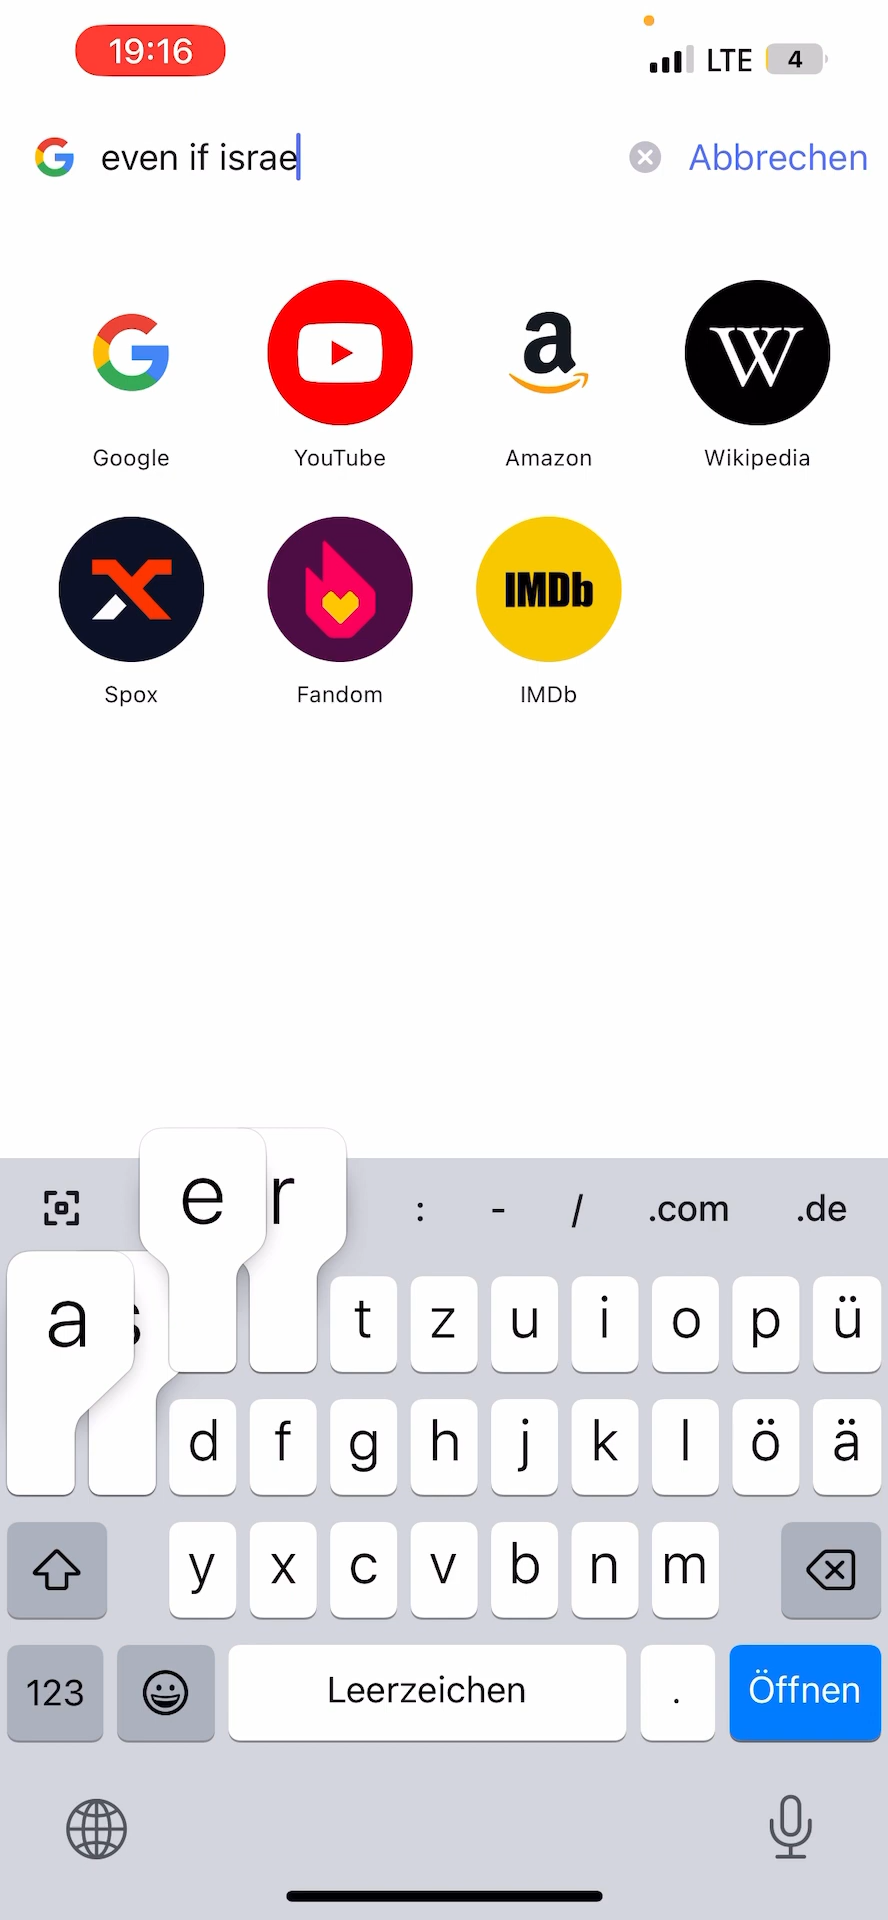 19:16
LTE 4
even if israe
Abbrechen
a
W
Google YouTube Amazon Wikipedia
IMDb
Spox Fandom IMDb
e r : - / .com .de
a s
t z u i o p ü
d f g h j k l ö ä
y x c v b n m
123 Leerzeichen . Öffnen